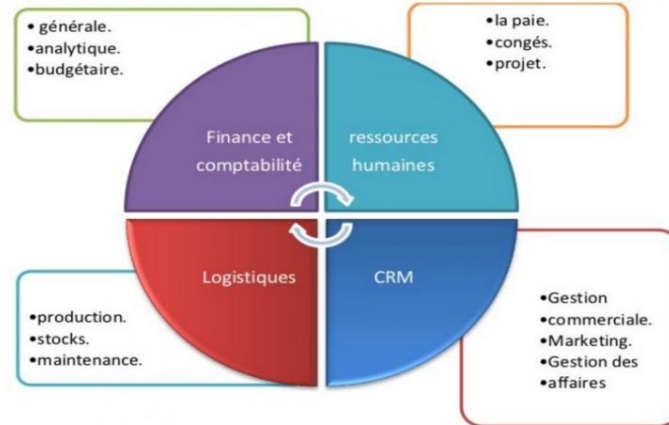 • générale.
•analytique.
•budgétaire.
•la paie.
•congés.
•projet.
Finance et
comptabilité
ressources
humaines
Logistiques
CRM
•production.
•stocks.
•maintenance.
•Gestion
•commerciale.
•Marketing.
•Gestion des
•affaires